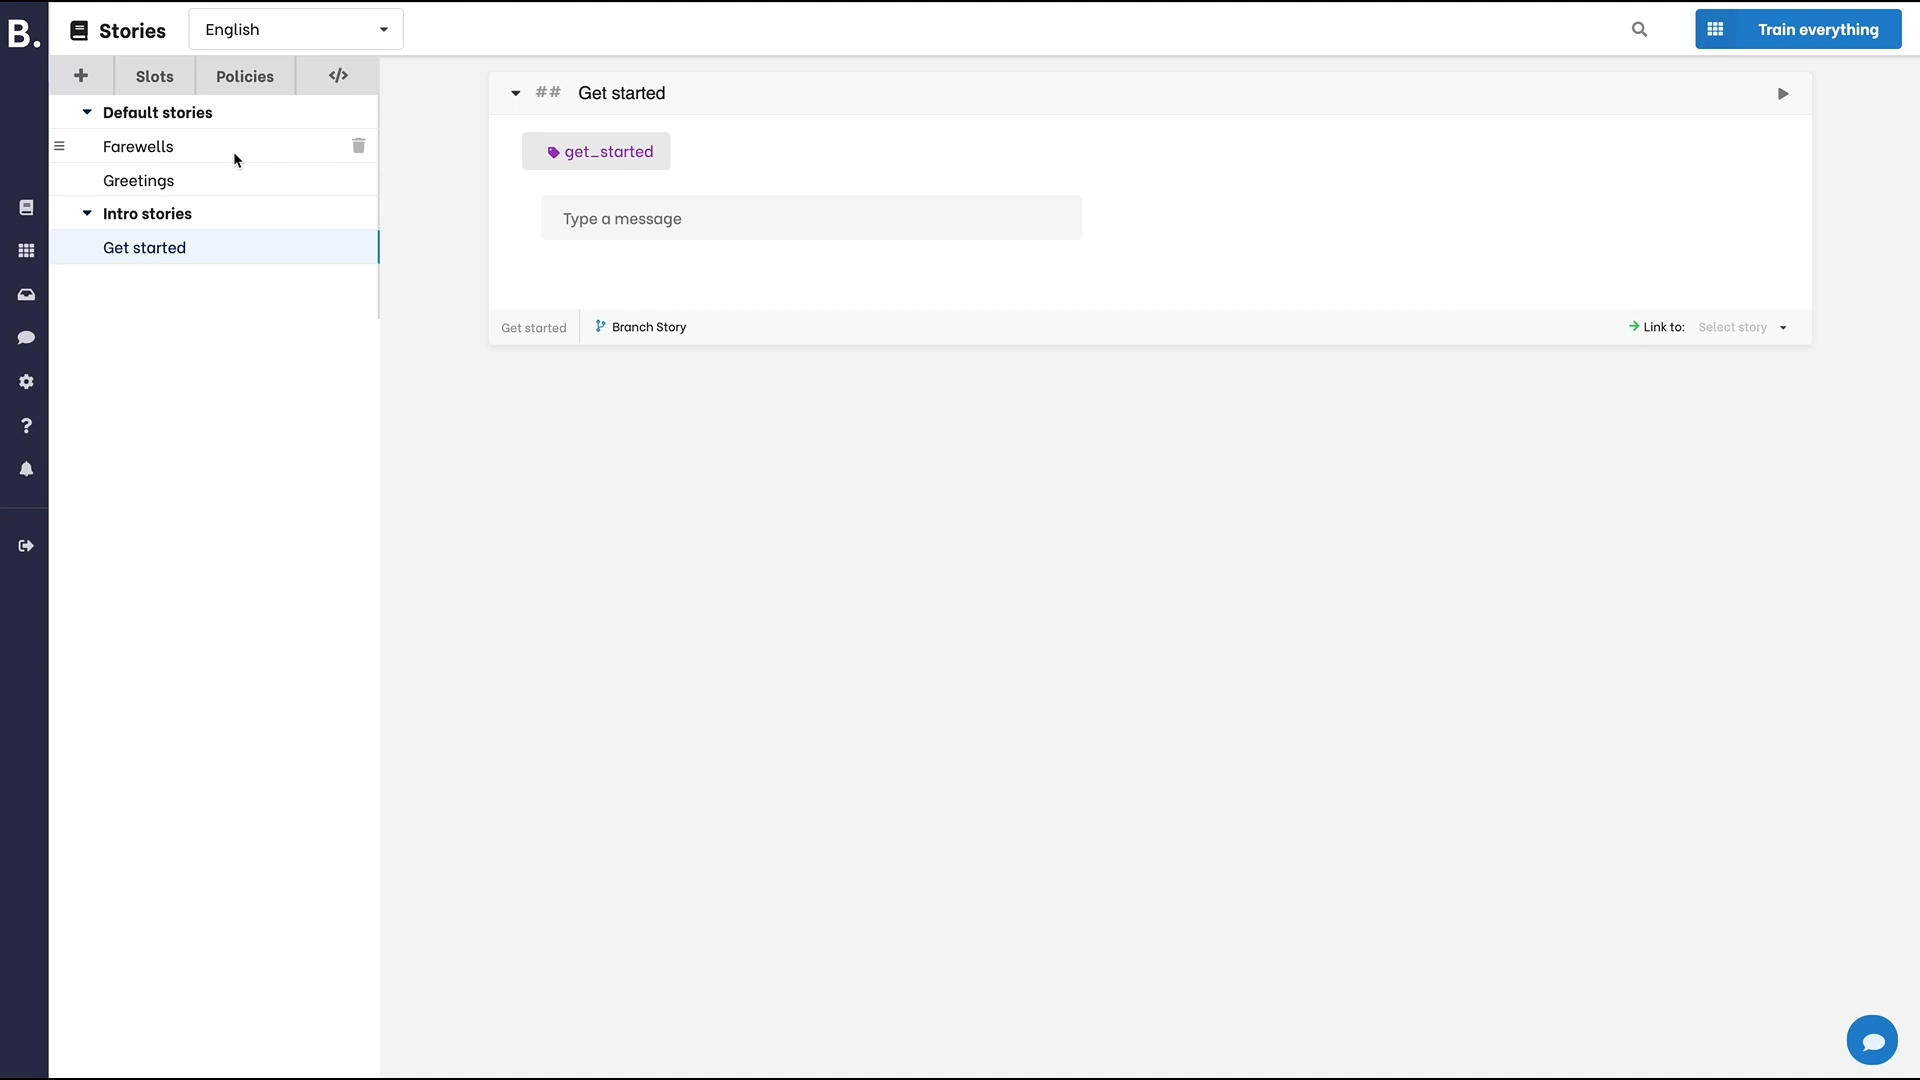 B.
Stories
English
Train everything
+ Slots Policies </>
Default stories
Farewells
Greetings
Intro stories
Get started
## Get started
get_started
Type a message
Get started
Branch Story
Link to: Select story